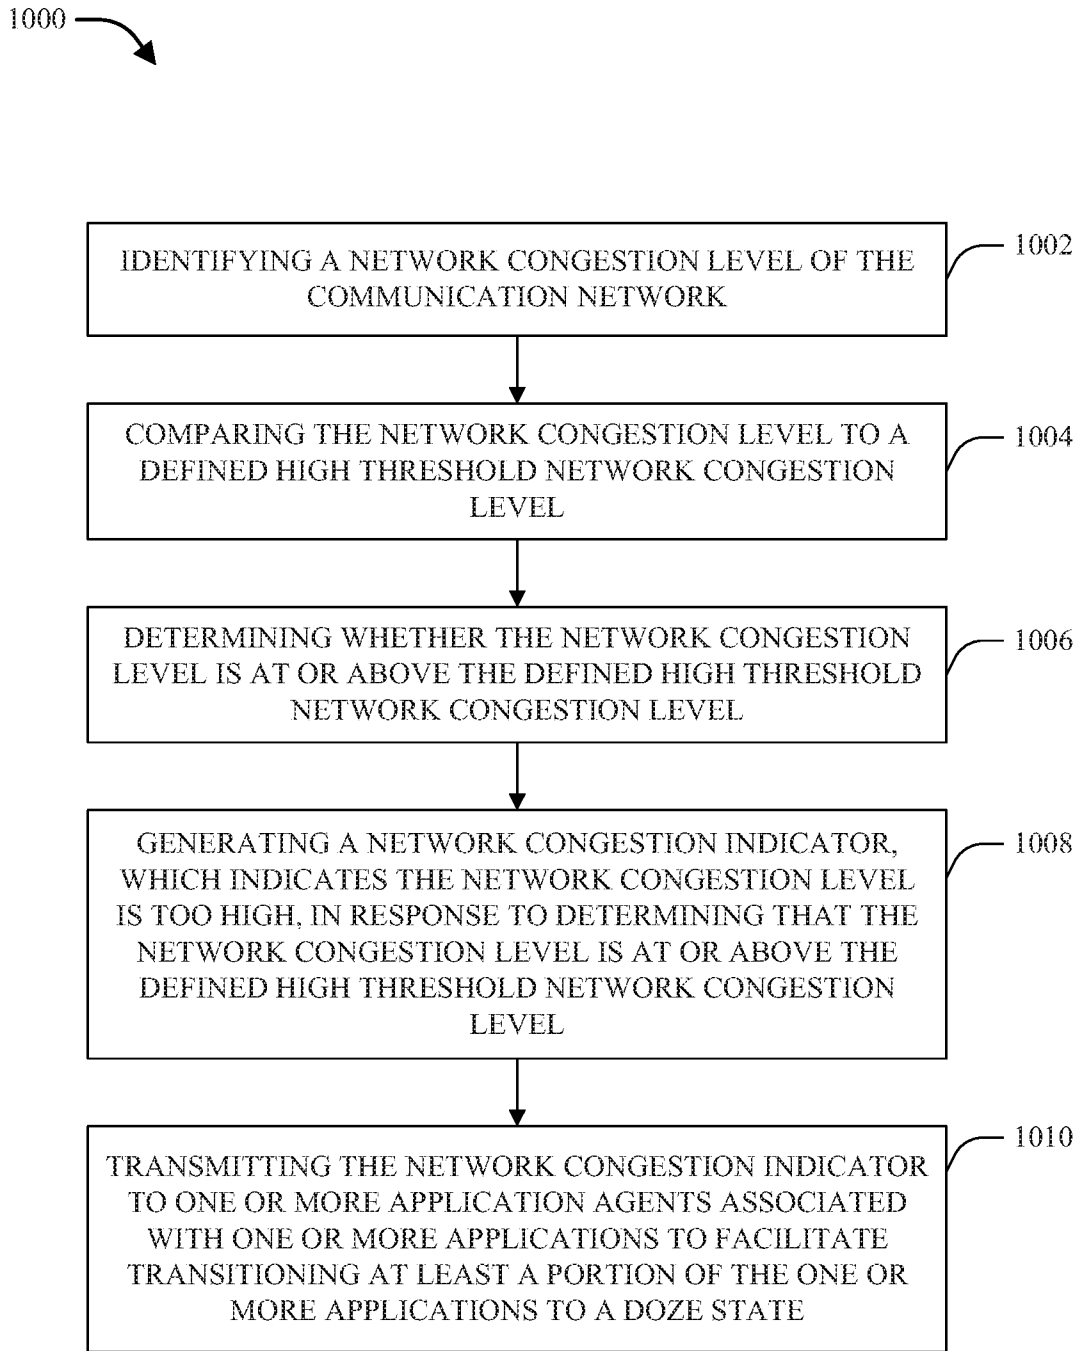 1000
IDENTIFYING A NETWORK CONGESTION LEVEL OF THE
COMMUNICATION NETWORK
1002
COMPARING THE NETWORK CONGESTION LEVEL TO A
DEFINED HIGH THRESHOLD NETWORK CONGESTION
LEVEL
1004
DETERMINING WHETHER THE NETWORK CONGESTION
LEVEL IS AT OR ABOVE THE DEFINED HIGH THRESHOLD
NETWORK CONGESTION LEVEL
1006
GENERATING A NETWORK CONGESTION INDICATOR,
WHICH INDICATES THE NETWORK CONGESTION LEVEL
IS TOO HIGH, IN RESPONSE TO DETERMINING THAT THE
NETWORK CONGESTION LEVEL IS AT OR ABOVE THE
DEFINED HIGH THRESHOLD NETWORK CONGESTION
LEVEL
1008
TRANSMITTING THE NETWORK CONGESTION INDICATOR
TO ONE OR MORE APPLICATION AGENTS ASSOCIATED
WITH ONE OR MORE APPLICATIONS TO FACILITATE
TRANSITIONING AT LEAST A PORTION OF THE ONE OR
MORE APPLICATIONS TO A DOZE STATE
1010